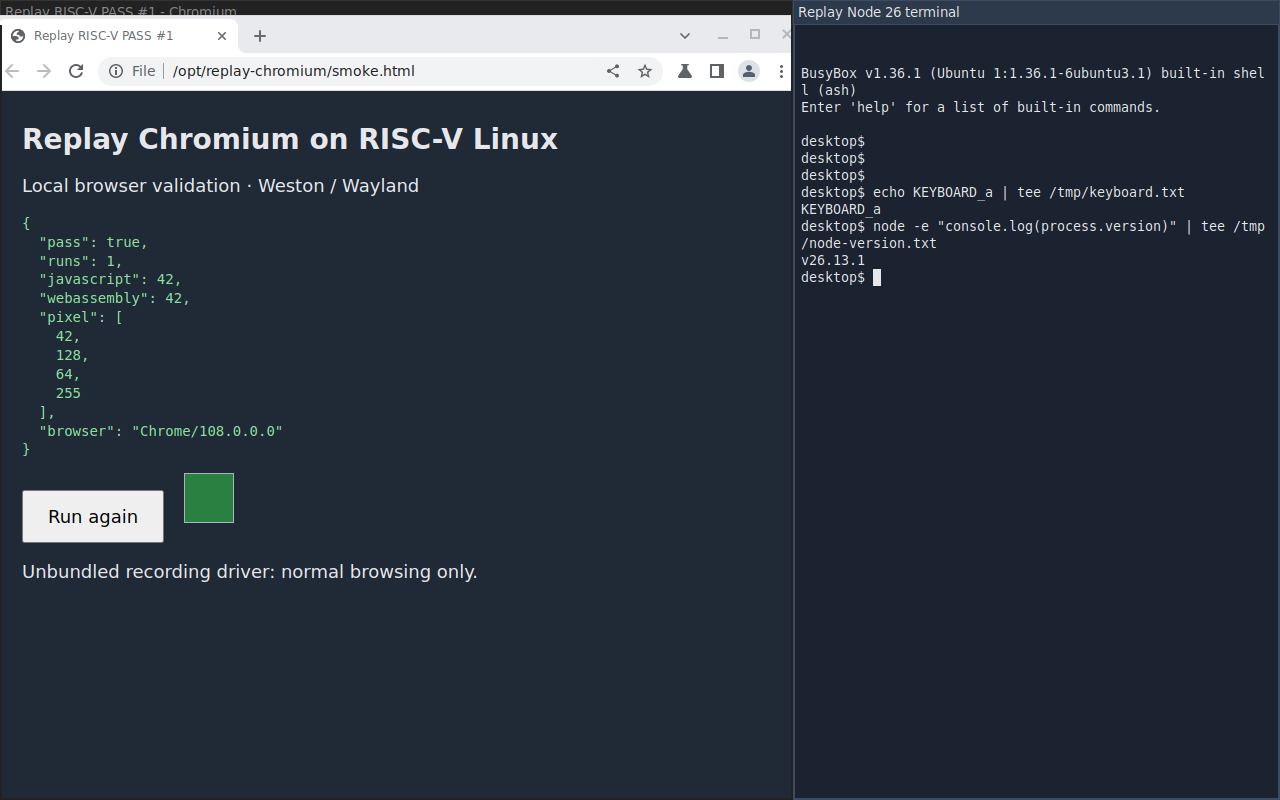 Replay RISC-V PASS #1 - Chromium
Replay RISC-V PASS #1
File
/opt/replay-chromium/smoke.html
Replay Chromium on RISC-V Linux
Local browser validation · Weston / Wayland
{
  "pass": true,
  "runs": 1,
  "javascript": 42,
  "webassembly": 42,
  "pixel": [
    42,
    128,
    64,
    255
  ],
  "browser": "Chrome/108.0.0.0"
}
Run again
Unbundled recording driver: normal browsing only.
Replay Node 26 terminal
BusyBox v1.36.1 (Ubuntu 1:1.36.1-6ubuntu3.1) built-in shel
l (ash)
Enter 'help' for a list of built-in commands.
desktop$
desktop$
desktop$
desktop$ echo KEYBOARD_a | tee /tmp/keyboard.txt
KEYBOARD_a
desktop$ node -e "console.log(process.version)" | tee /tmp
/node-version.txt
v26.13.1
desktop$